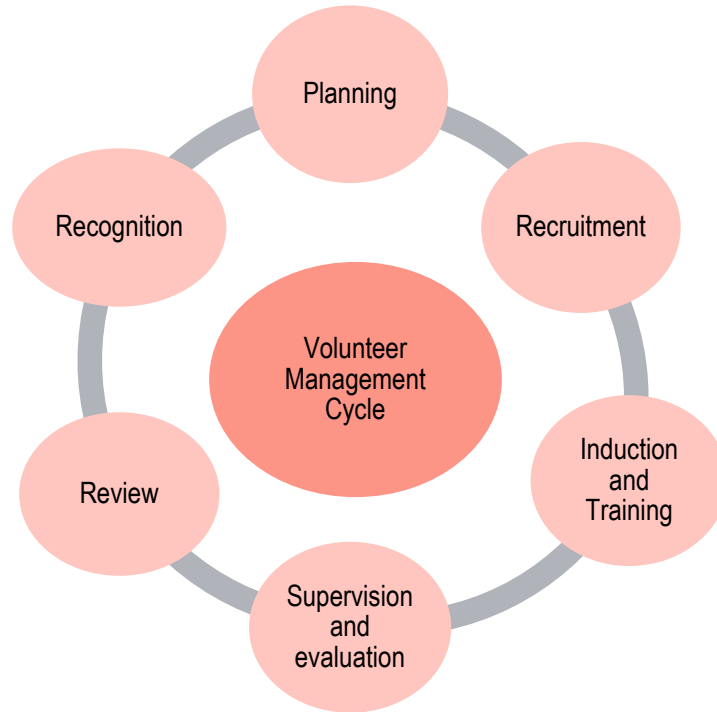 Planning
Recruitment
Induction
and
Training
Supervision
and
evaluation
Review
Recognition
Volunteer
Management
Cycle